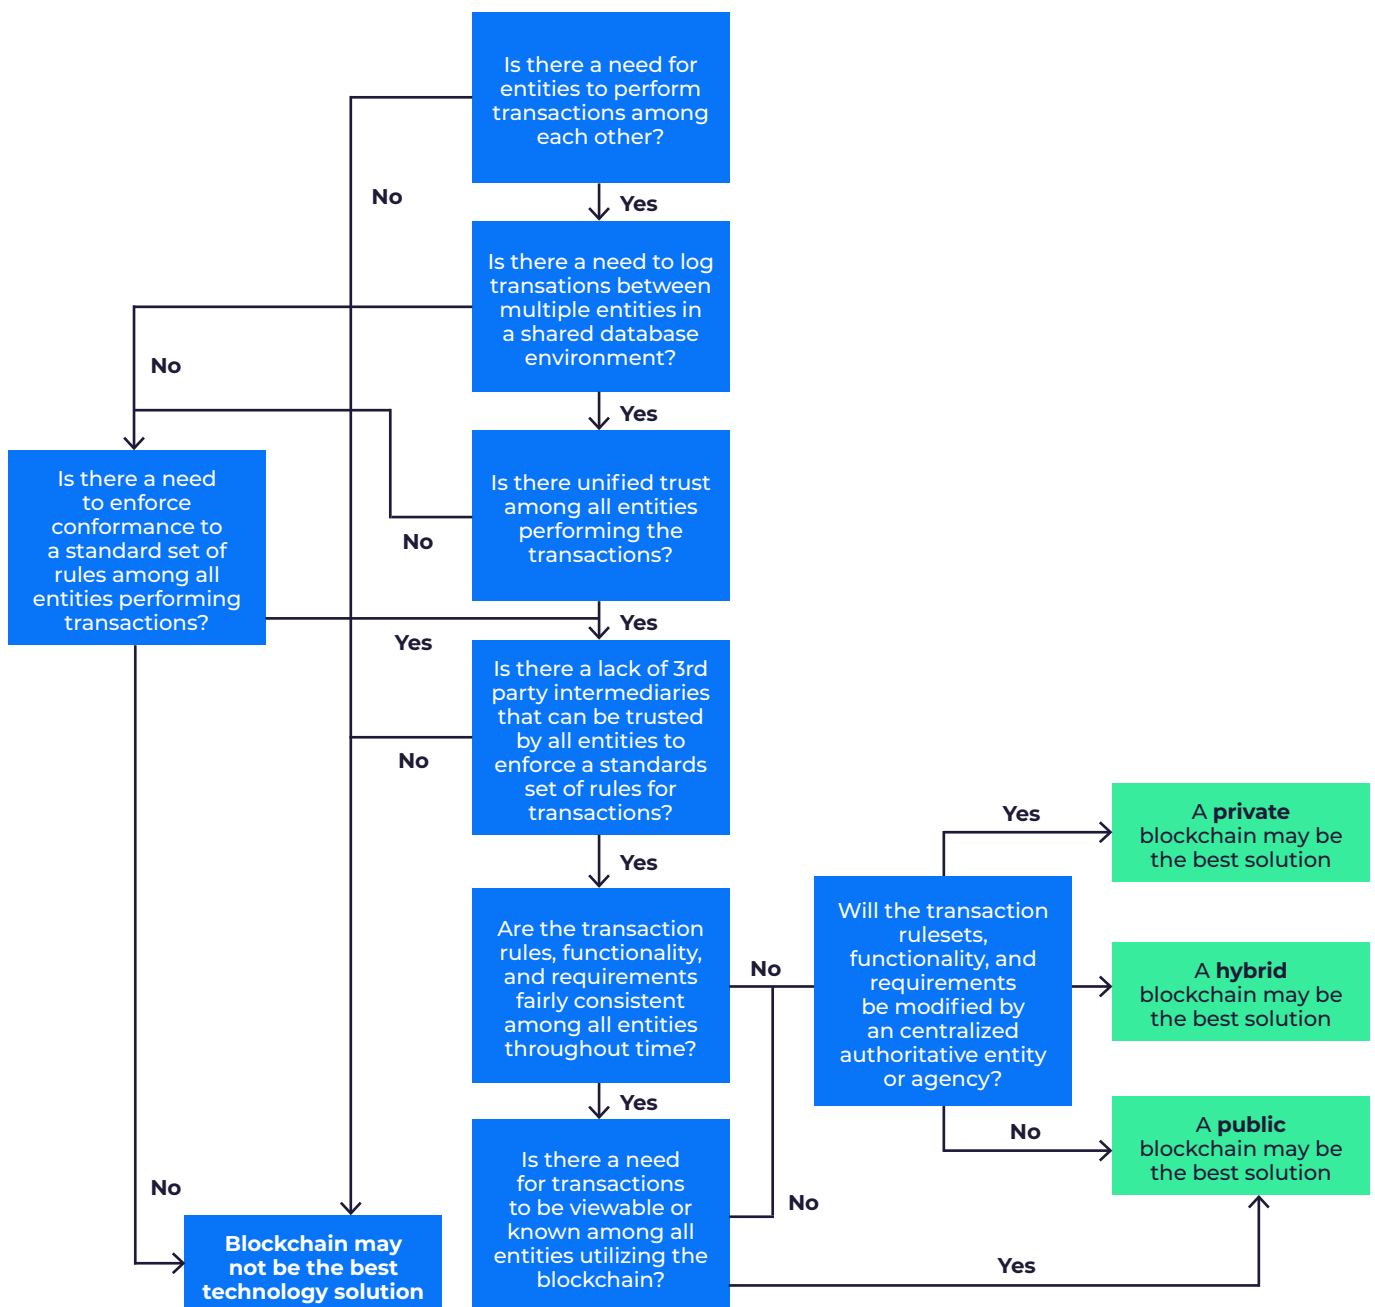 Is there a need for
entities to perform
transactions among
each other?
No
Yes
Is there a need to log
transations between
multiple entities in
a shared database
environment?
No
Yes
Is there unified trust
among all entities
performing the
transactions?
No
Is there a need
to enforce
conformance to
a standard set of
rules among all
entities performing
transactions?
Yes
Yes
Is there a lack of 3rd
party intermediaries
that can be trusted
by all entities to
enforce a standards
set of rules for
transactions?
No
Yes
Are the transaction
rules, functionality,
and requirements
fairly consistent
among all entities
throughout time?
No
Yes
Will the transaction
rulesets,
functionality, and
requirements
be modified by
an centralized
authoritative entity
or agency?
Yes
A private
blockchain may be
the best solution
A hybrid
blockchain may be
the best solution
No
A public
blockchain may be
the best solution
Is there a need
for transactions
to be viewable or
known among all
entities utilizing the
blockchain?
No
Yes
No
Blockchain may
not be the best
technology solution